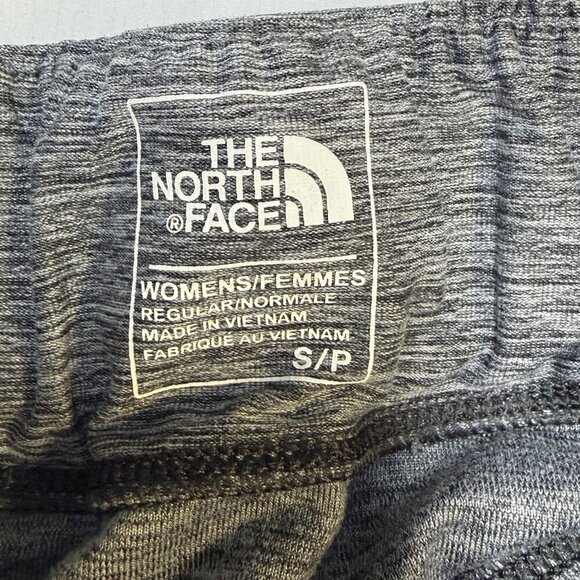 THE
NORTH
®FACE
WOMENS/FEMMES
REGULAR/NORMALE
MADE IN VIETNAM
FABRIQUE AU VIETNAM
S/P